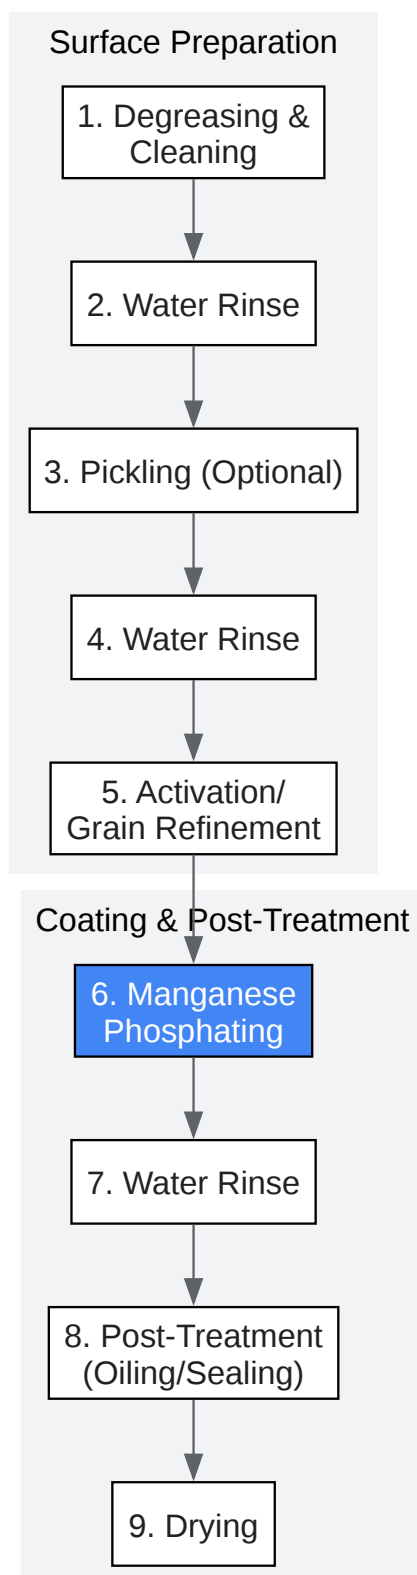 Surface Preparation
1. Degreasing &
Cleaning
2. Water Rinse
3. Pickling (Optional)
4. Water Rinse
5. Activation/
Grain Refinement
Coating & Post-Treatment
6. Manganese
Phosphating
7. Water Rinse
8. Post-Treatment
(Oiling/Sealing)
9. Drying